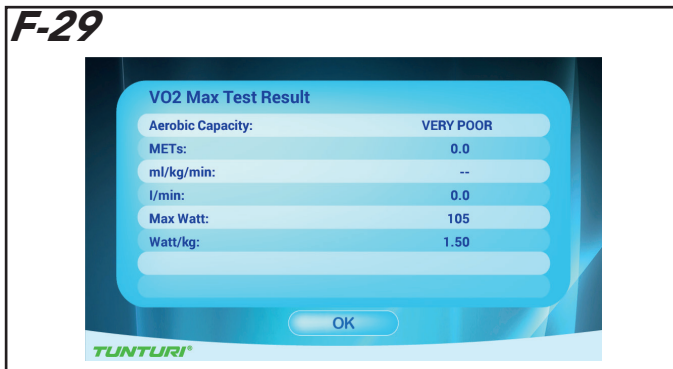 F-29
VO2 Max Test Result
Aerobic Capacity: VERY POOR
METs: 0.0
ml/kg/min: --
l/min: 0.0
Max Watt: 105
Watt/kg: 1.50
OK
TUNTURI®